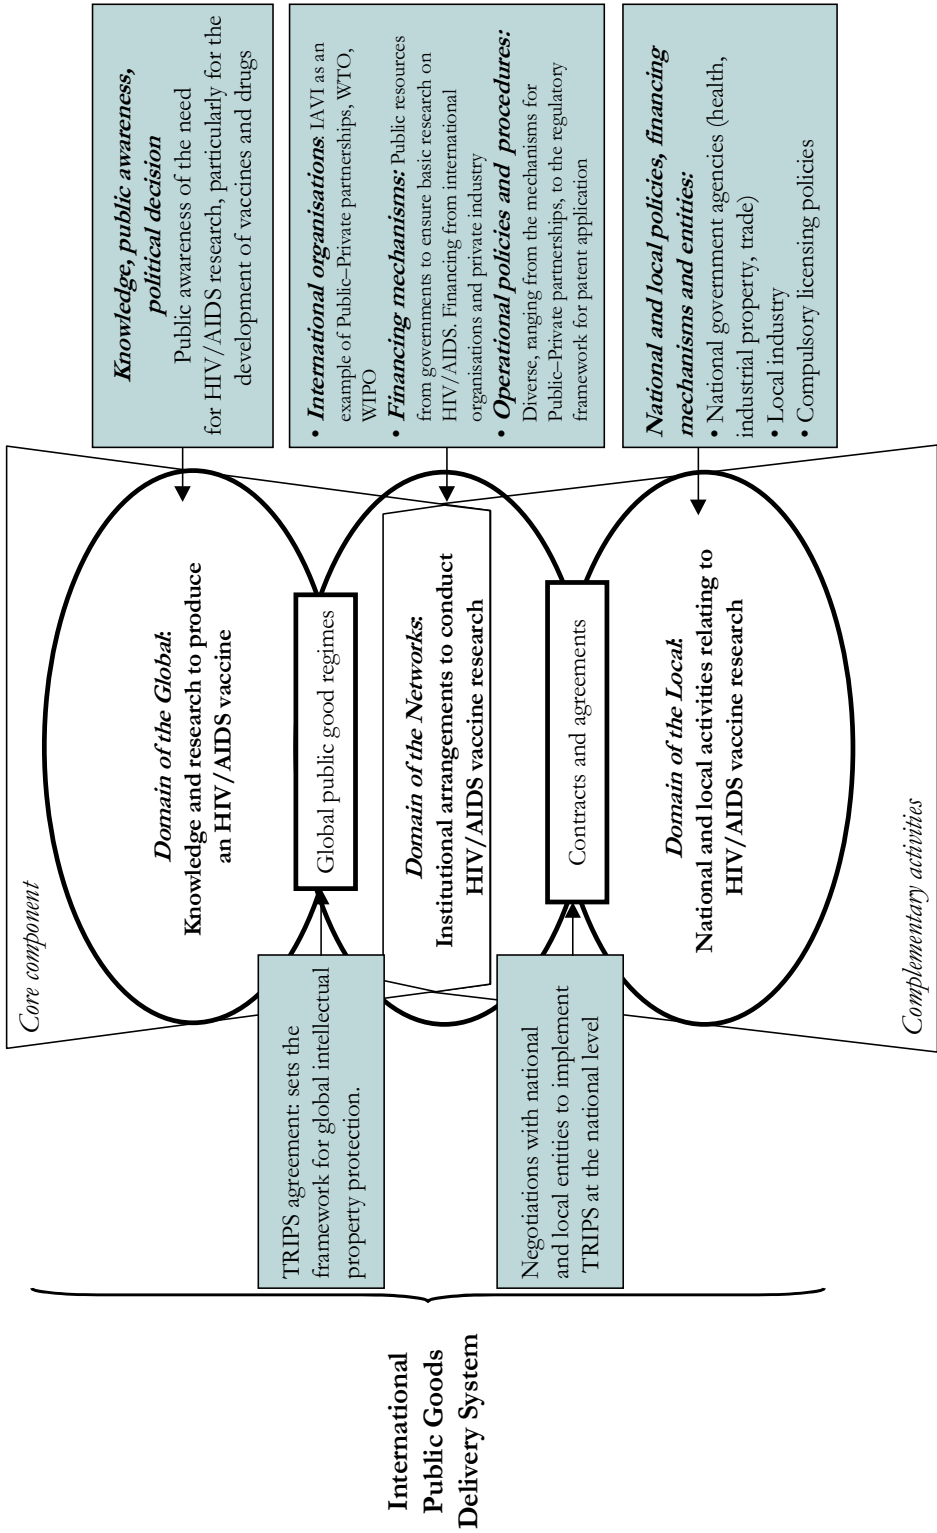 International
Public Goods
Delivery System
Core component
TRIPS agreement: sets the
framework for global intellectual
property protection.
Negotiations with national
and local entities to implement
TRIPS at the national level
Domain of the Global:
Knowledge and research to produce
an HIV/AIDS vaccine
Global public good regimes
Domain of the Networks:
Institutional arrangements to conduct
HIV/AIDS vaccine research
Contracts and agreements
Domain of the Local:
National and local activities relating to
HIV/AIDS vaccine research
Complementary activities
Knowledge, public awareness,
political decision
Public awareness of the need
for HIV/AIDS research, particularly for the
development of vaccines and drugs
• International organisations: IAVI as an
example of Public–Private partnerships, WTO,
WIPO
• Financing mechanisms: Public resources
from governments to ensure basic research on
HIV/AIDS. Financing from international
organisations and private industry
• Operational policies and procedures:
Diverse, ranging from the mechanisms for
Public–Private partnerships, to the regulatory
framework for patent application
National and local policies, financing
mechanisms and entities:
• National government agencies (health,
industrial property, trade)
• Local industry
• Compulsory licensing policies